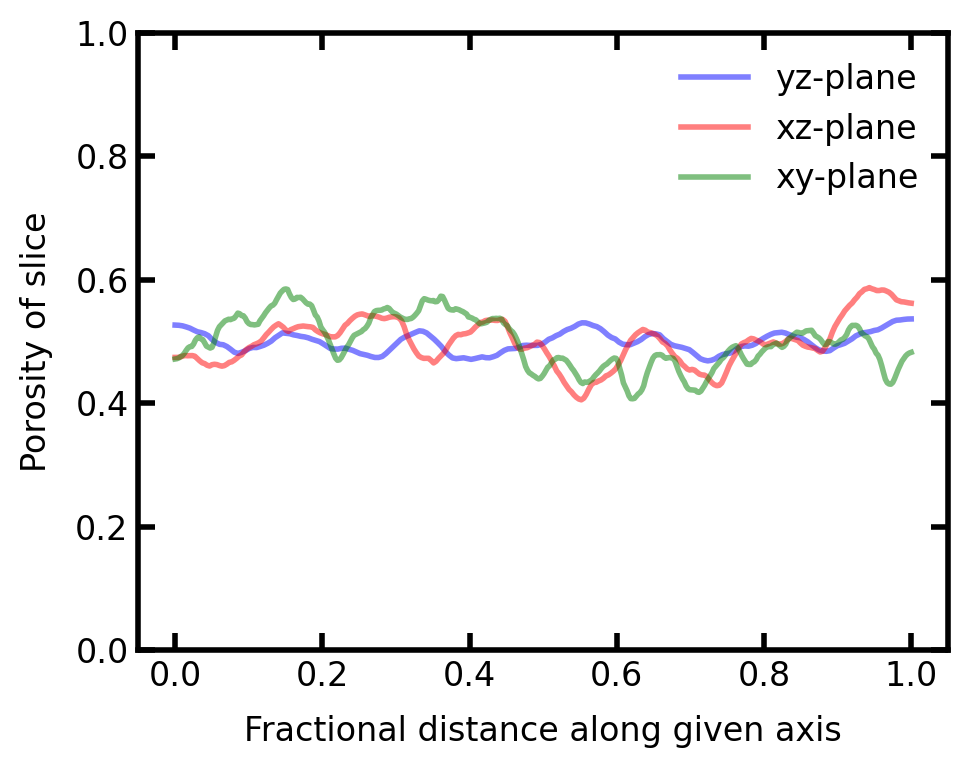 1.0
0.8
0.6
0.4
0.2
0.0
Porosity of slice
yz-plane
xz-plane
xy-plane
0.0 0.2 0.4 0.6 0.8 1.0
Fractional distance along given axis